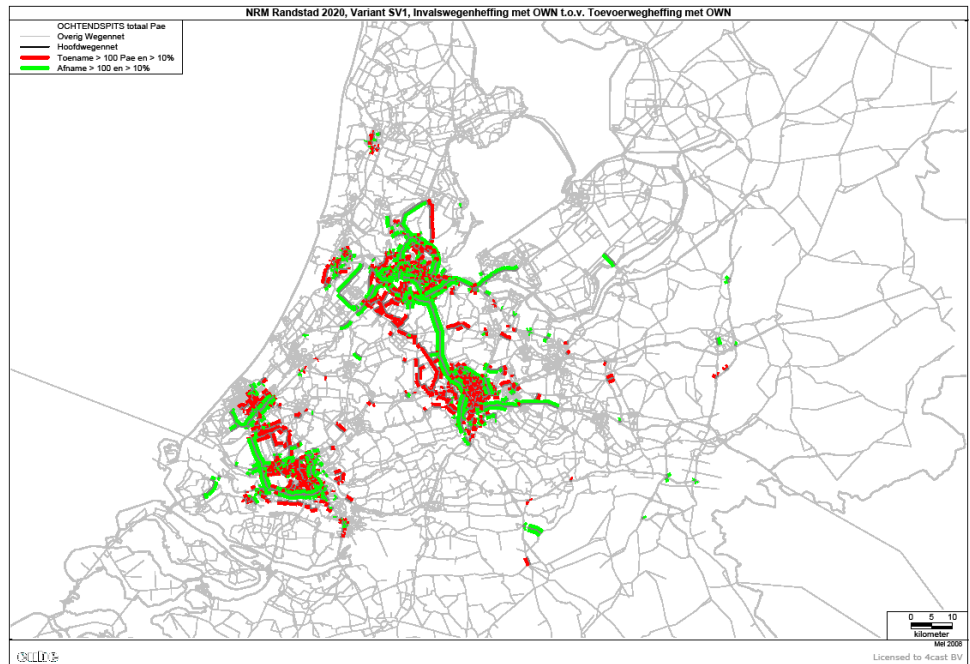 NRM Randstad 2020, Variant SV1, Invalswegenheffing met OWN t.o.v. Toevoerwegheffing met OWN
OCHTENDSPITS totaal Pae
Overig Wegennet
Hoofdwegennet
Toename > 100 Pae en > 10%
Afname > 100 en > 10%
0 5 10
kilometer
Mei 2008
cube
Licensed to 4cast BV